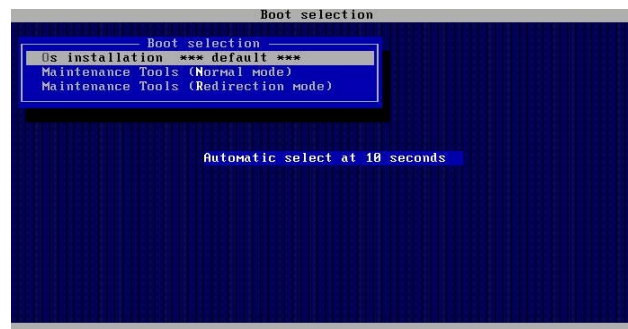 Boot selection
Boot selection
Os installation *** default ***
Maintenance Tools (Normal mode)
Maintenance Tools (Redirection mode)
Automatic select at 10 seconds